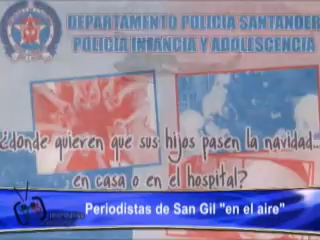 DEPARTAMENTO POLICIA SANTANDER
POLICIA INFANCIA Y ADOLESCENCIA
¿dónde quieren que sus hijos pasen la navidad...
en casa o en el hospital?
Periodistas de San Gil "en el aire"